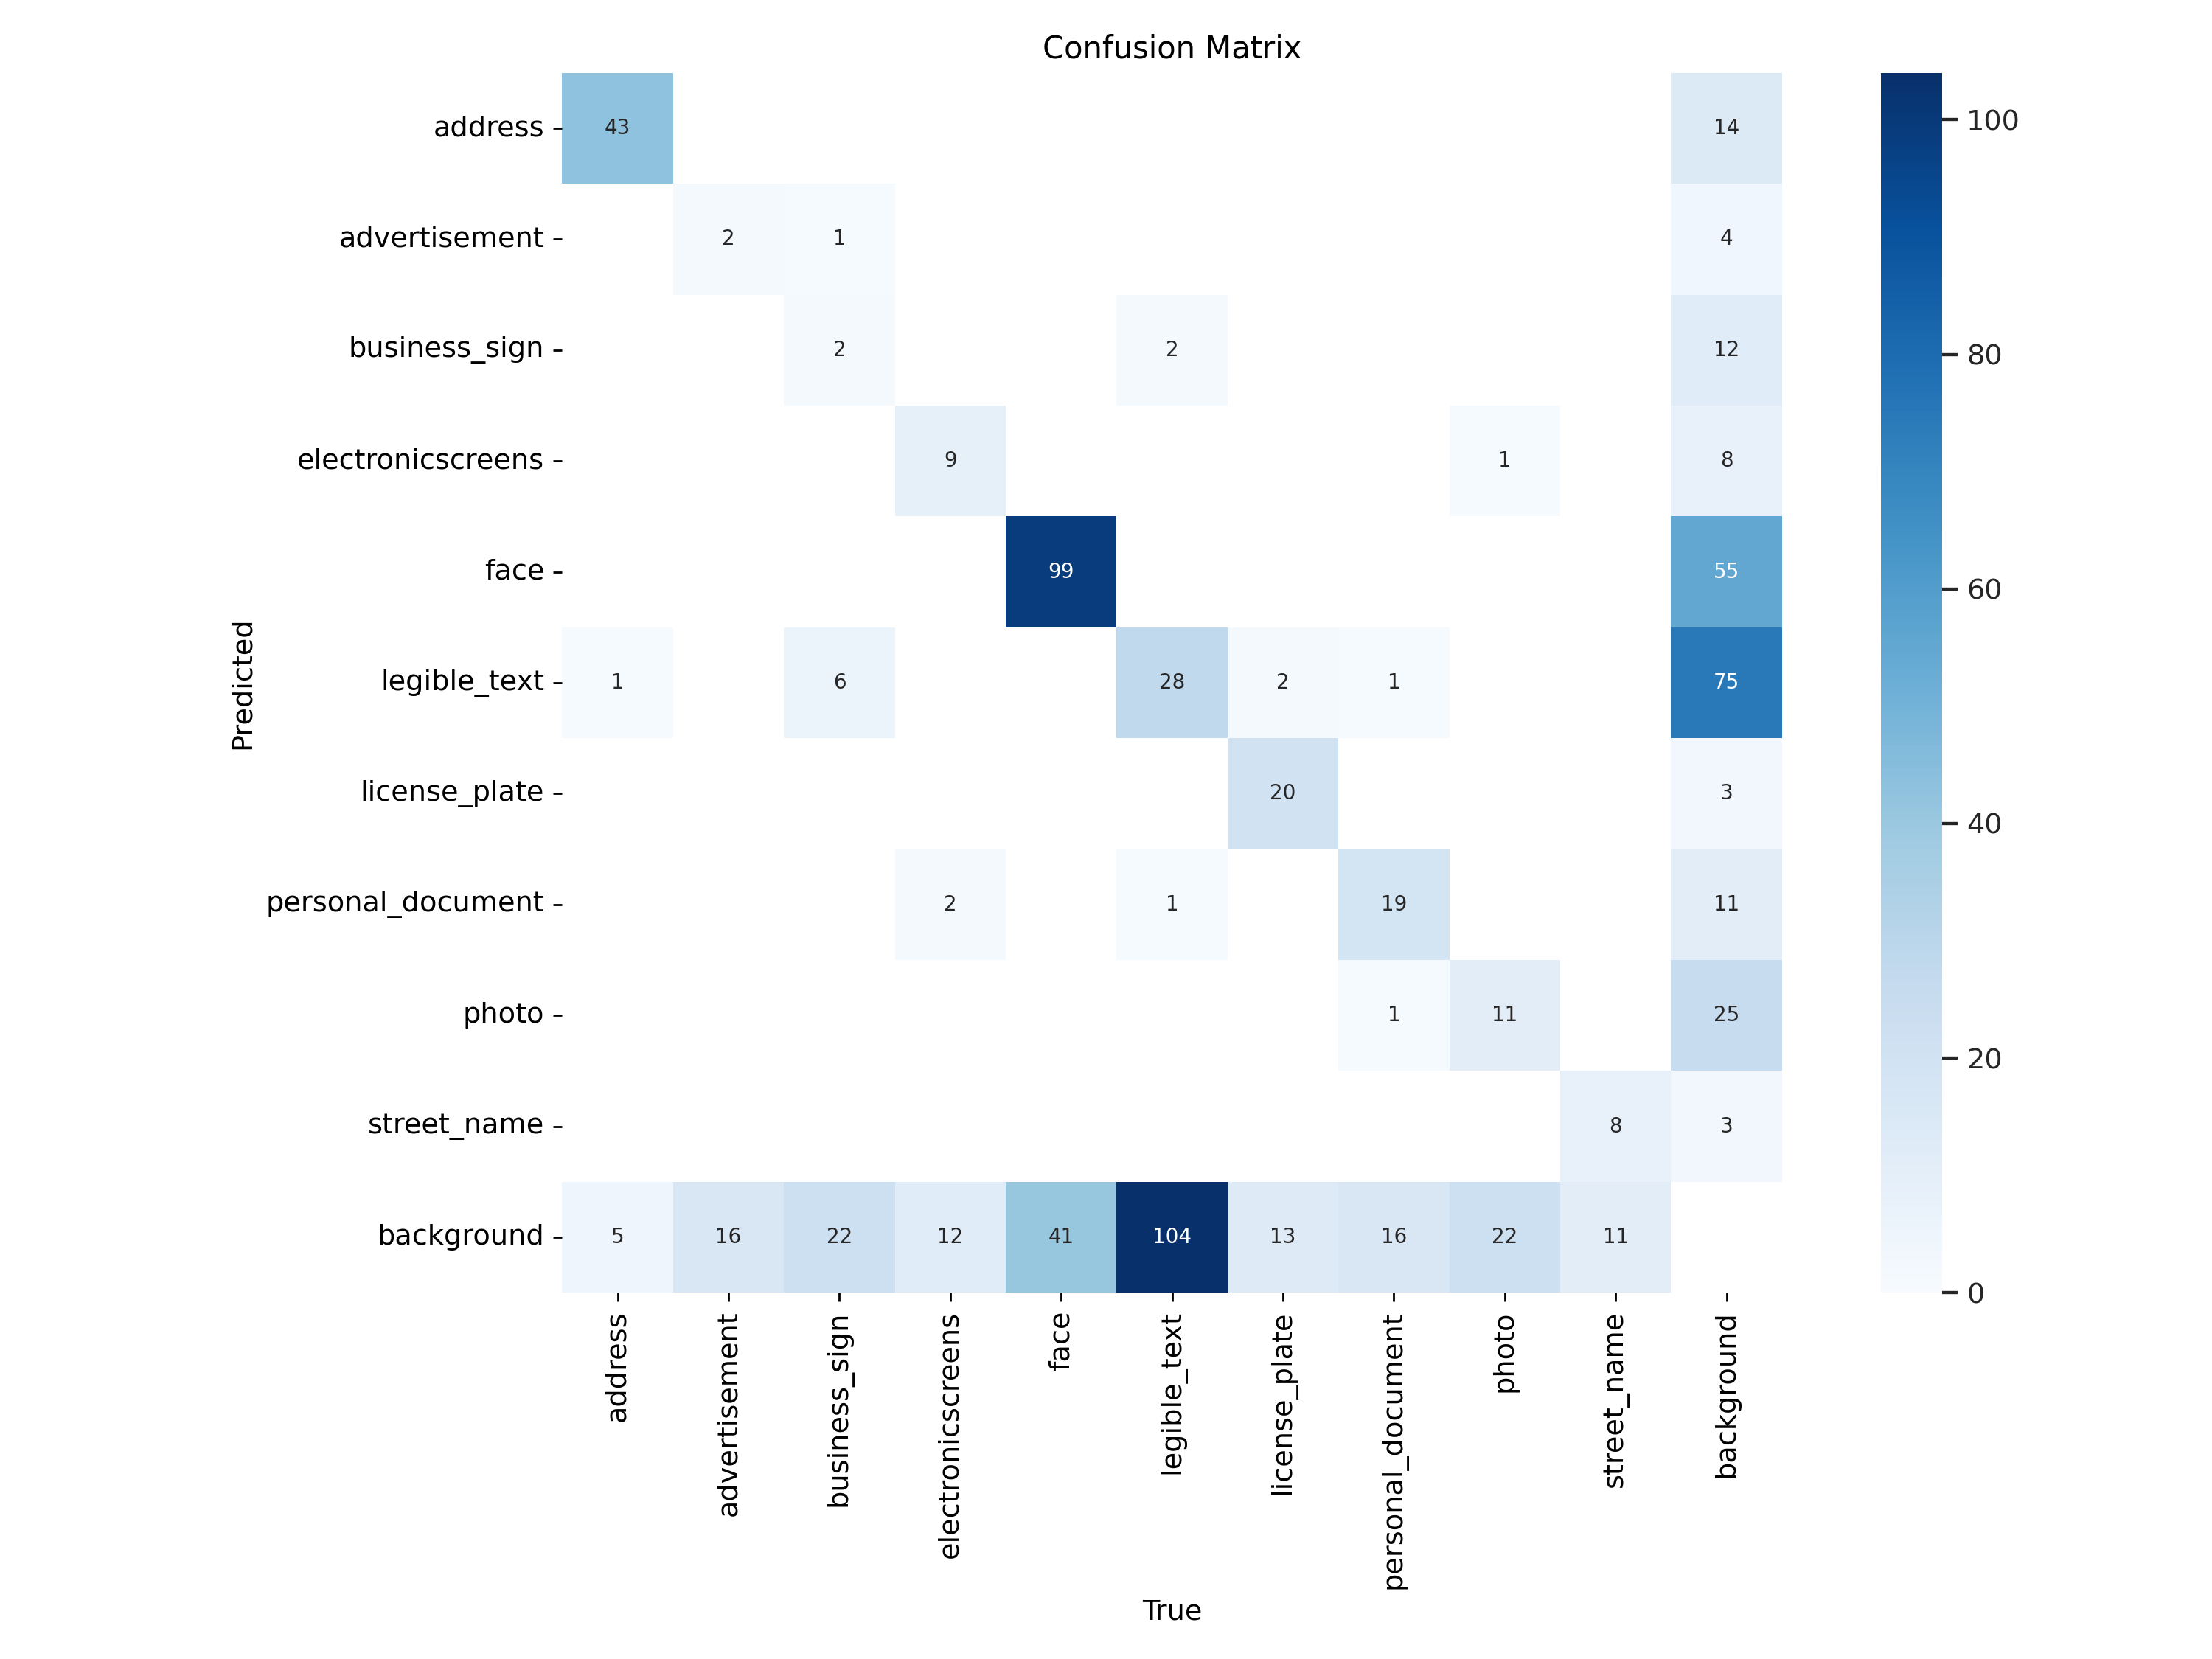 Confusion Matrix
address 43 14 100
advertisement 2 1 4
business_sign 2 2 12 80
electronicscreens 9 1 8
face 99 55 60
Predicted
legible_text 1 6 28 2 1 75
license_plate 20 3 40
personal_document 2 1 19 11
photo 1 11 25
20
street_name 8 3
background 5 16 22 12 41 104 13 16 22 11
0
address advertisement business_sign electronicscreens face legible_text license_plate personal_document photo street_name background
True